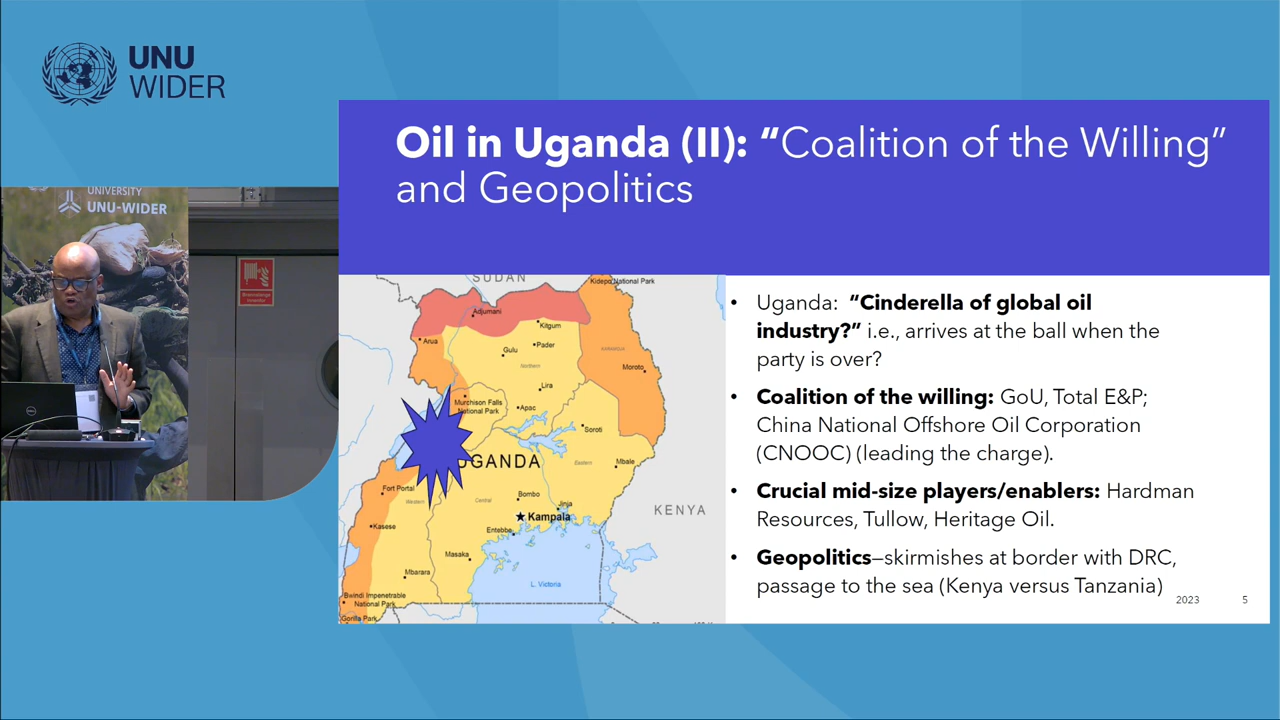 UNU
WIDER
UNIVERSITY
UNU-WIDER
Oil in Uganda (II): “Coalition of the Willing”
and Geopolitics
SUDAN
Kidepo National Park
Adjumani
Kitgum
Arua
Pader
Gulu
KARAMOJA
Northern
Moroto
Lira
Murchison Falls
National Park
Apac
Soroti
UGANDA
Eastern
Mbale
Fort Portal
Western
Central
Bombo
Jinja
Kampala
KENYA
Kasese
Entebbe
Masaka
Mbarara
L. Victoria
Bwindi Impenetrable
National Park
Gorilla Park
• Uganda: “Cinderella of global oil
industry?” i.e., arrives at the ball when the
party is over?
• Coalition of the willing: GoU, Total E&P;
China National Offshore Oil Corporation
(CNOOC) (leading the charge).
• Crucial mid-size players/enablers: Hardman
Resources, Tullow, Heritage Oil.
• Geopolitics—skirmishes at border with DRC,
passage to the sea (Kenya versus Tanzania)
2023
5